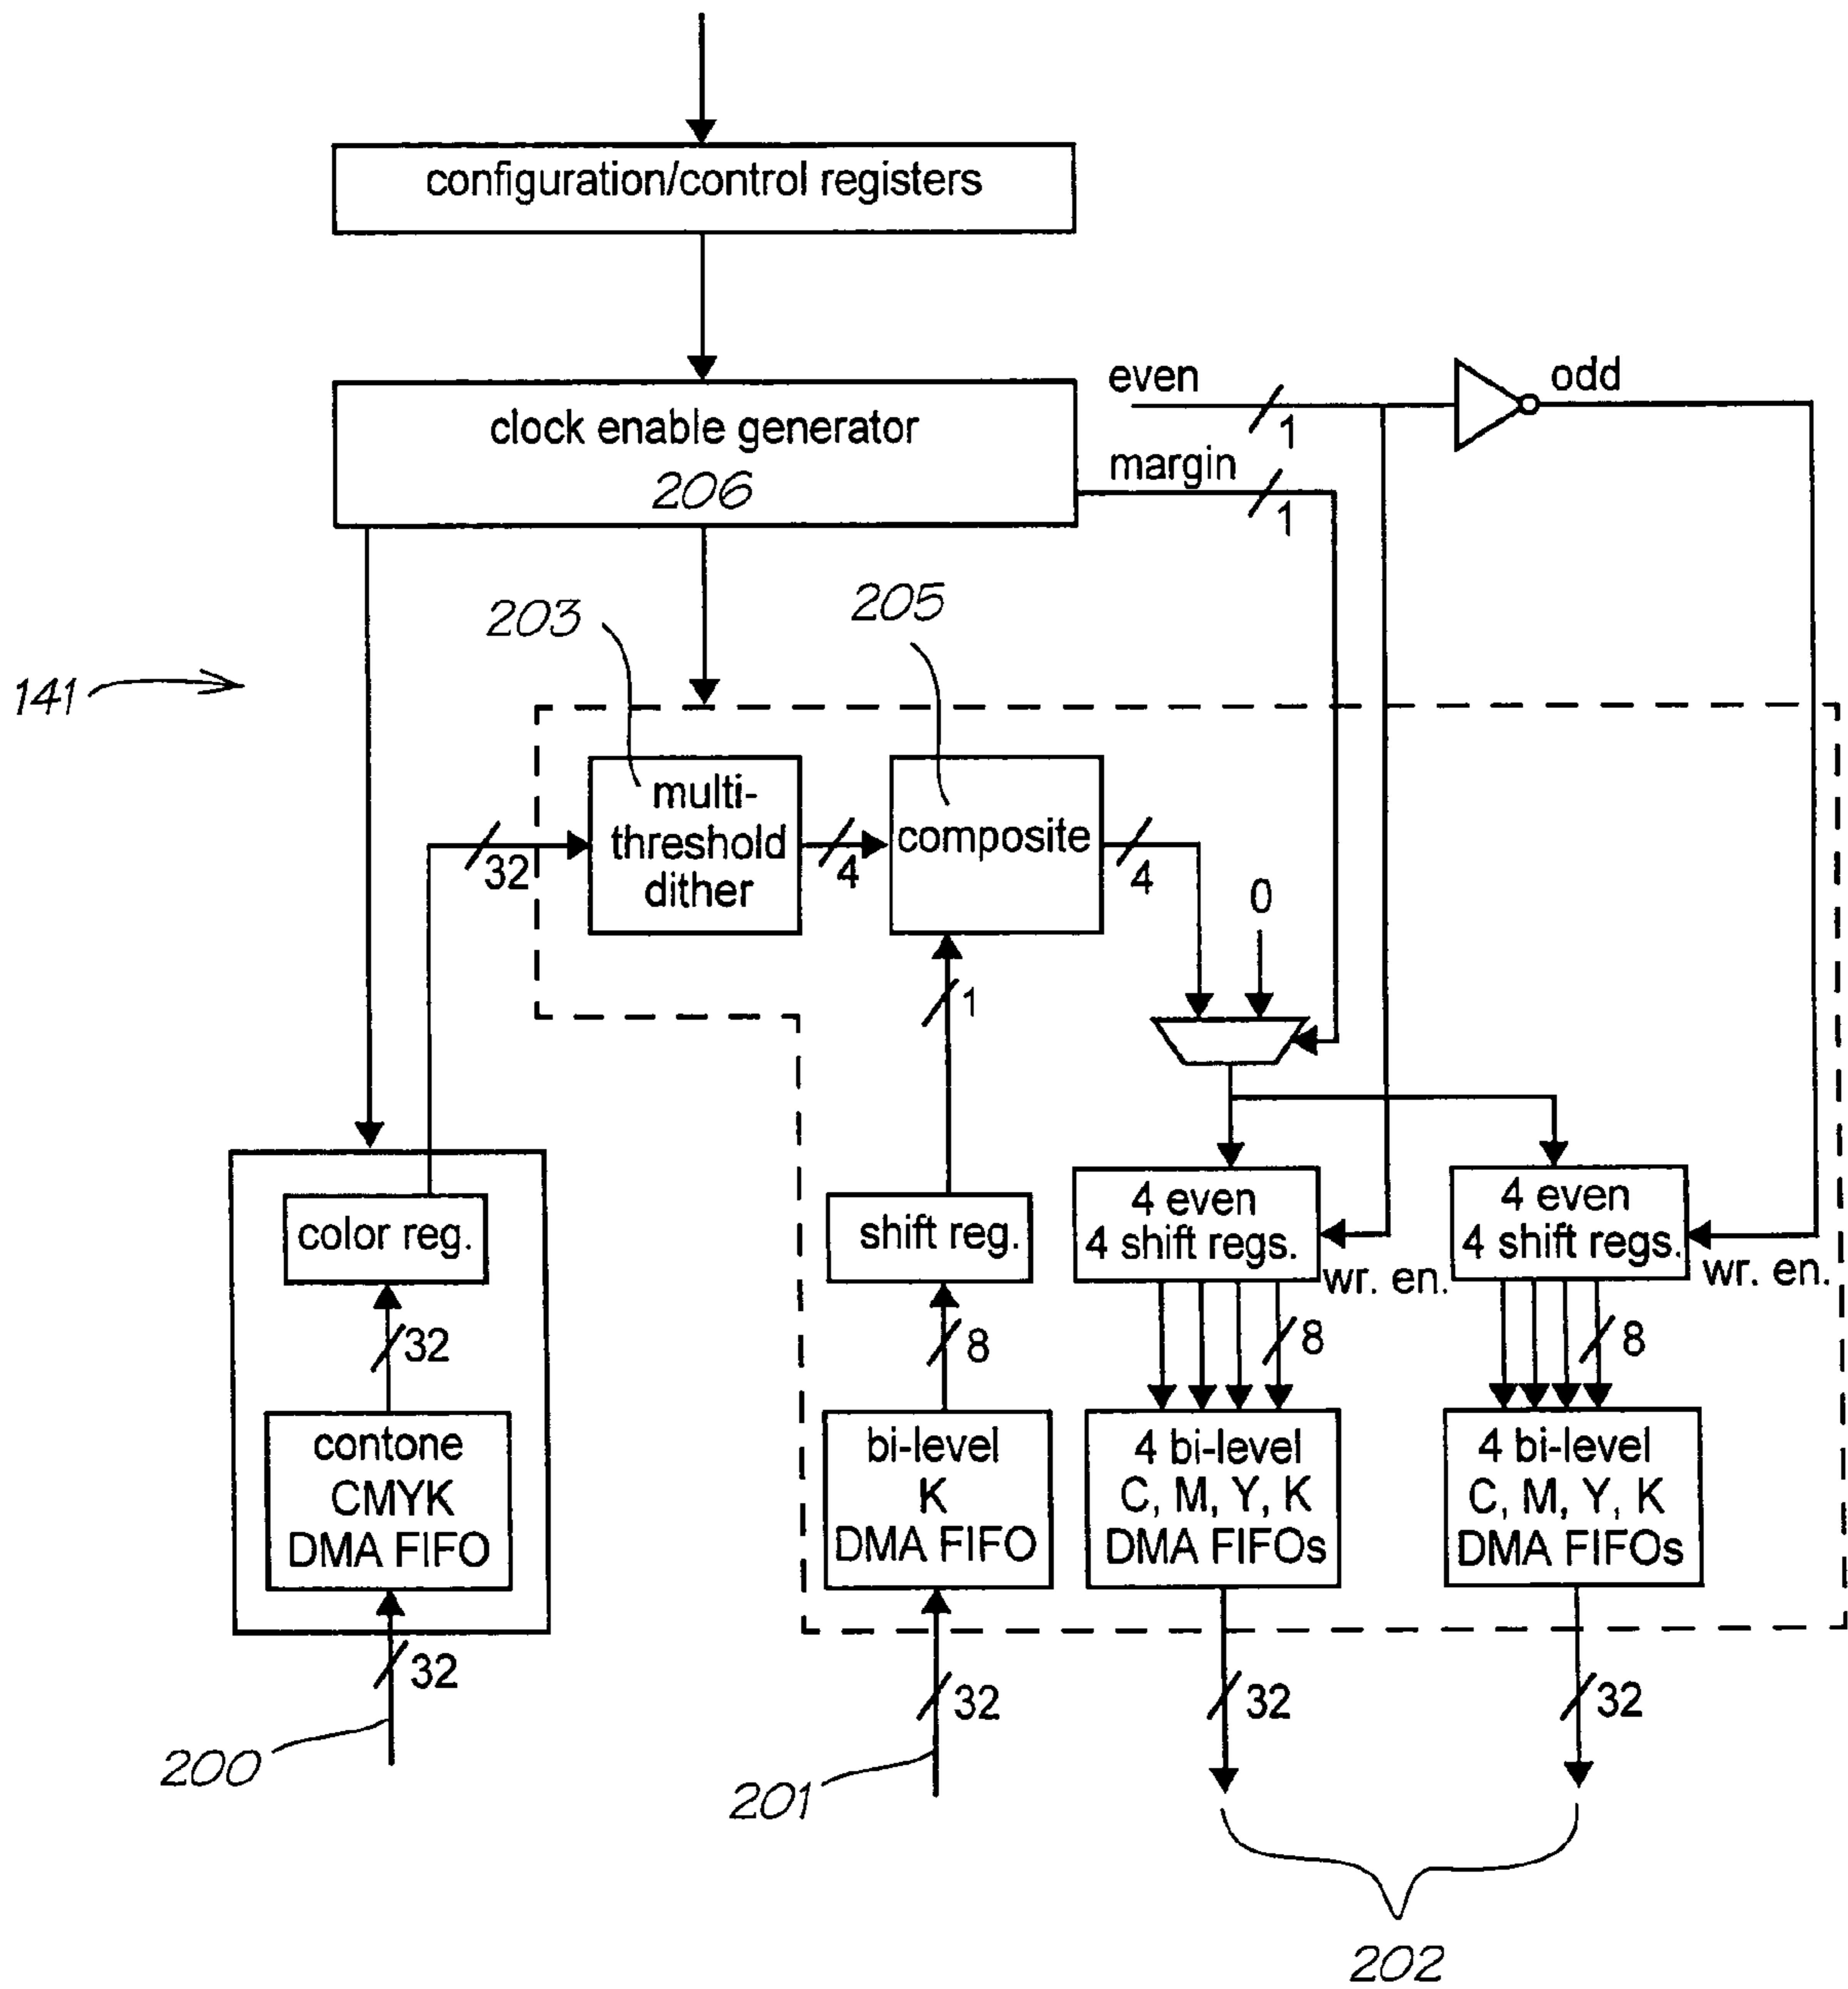 configuration/control registers
clock enable generator
206
even
1
odd
margin
1
203
205
141
multi-
threshold
dither
composite
32
4
4
0
1
color reg.
shift reg.
4 even
4 shift regs.
wr. en.
4 even
4 shift regs.
wr. en.
32
8
8
8
contone
CMYK
DMA FIFO
bi-level
K
DMA FIFO
4 bi-level
C, M, Y, K
DMA FIFOs
4 bi-level
C, M, Y, K
DMA FIFOs
32
32
32
32
200
201
202